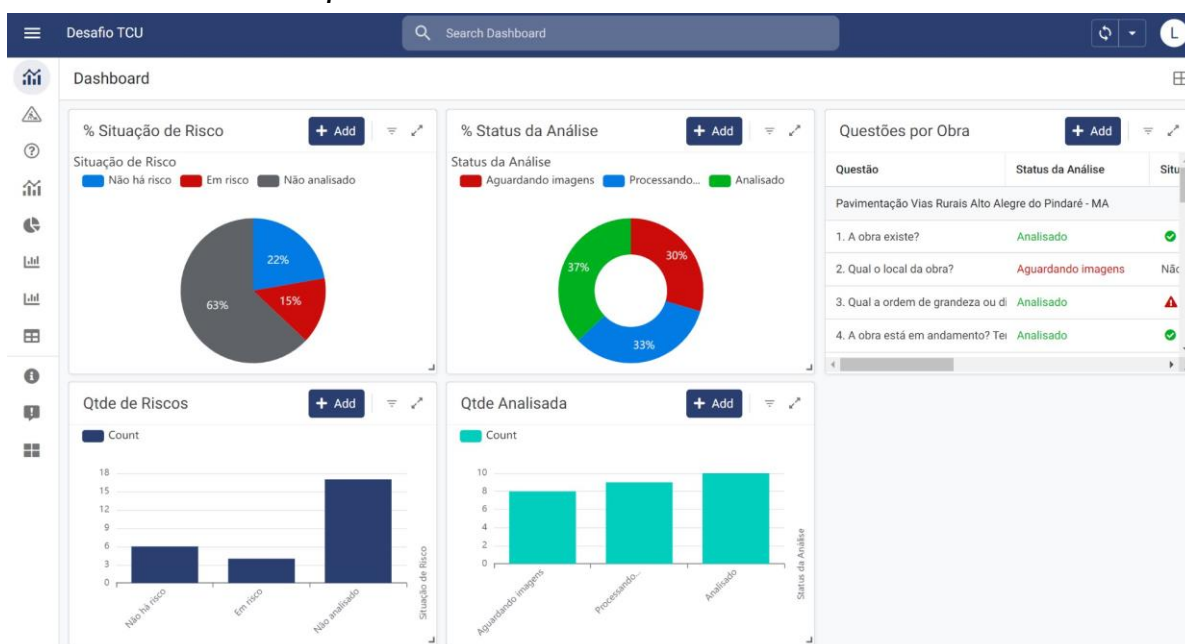 Desafio TCU
Search Dashboard
L
Dashboard
% Situação de Risco
+ Add
Situação de Risco
Não há risco Em risco Não analisado
22%
15%
63%
% Status da Análise
+ Add
Status da Análise
Aguardando imagens Processando... Analisado
37%
30%
33%
Questões por Obra
+ Add
Questão Status da Análise Situ
Pavimentação Vias Rurais Alto Alegre do Pindaré - MA
1. A obra existe? Analisado
2. Qual o local da obra? Aguardando imagens Não
3. Qual a ordem de grandeza ou di Analisado
4. A obra está em andamento? Ter Analisado
Qtde de Riscos
+ Add
Count
18
15
12
9
6
3
0
Não há risco
Em risco
Não analisado
Situação de Risco
Qtde Analisada
+ Add
Count
10
8
6
4
2
0
Aguardando imagens
Processando...
Analisado
Status da Análise